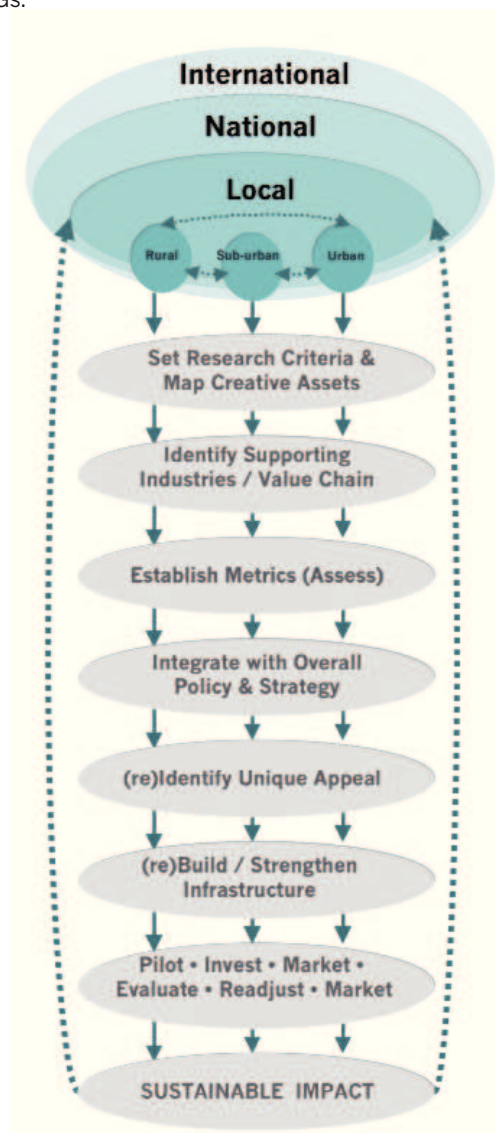 International
National
Local
Rural
Sub-urban
Urban
Set Research Criteria &
Map Creative Assets
Identify Supporting
Industries / Value Chain
Establish Metrics (Assess)
Integrate with Overall
Policy & Strategy
(re)Identify Unique Appeal
(re)Build / Strengthen
Infrastructure
Pilot • Invest • Market •
Evaluate • Readjust • Market
SUSTAINABLE IMPACT